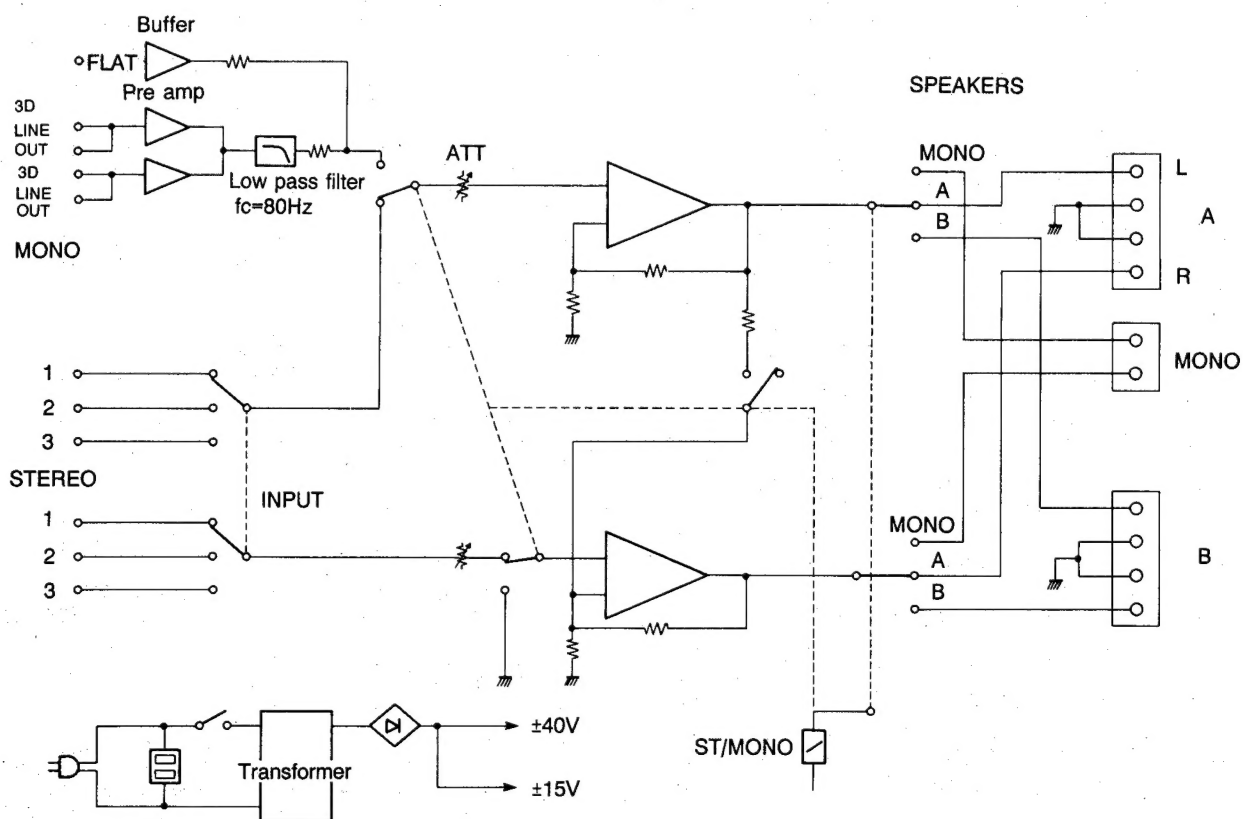 Buffer
FLAT
Pre amp
3D
LINE
OUT
3D
LINE
OUT
Low pass filter
fc=80Hz
MONO
ATT
SPEAKERS
MONO
A
B
L
A
R
MONO
1
2
3
STEREO
INPUT
1
2
3
MONO
A
B
B
Transformer
±40V
±15V
ST/MONO